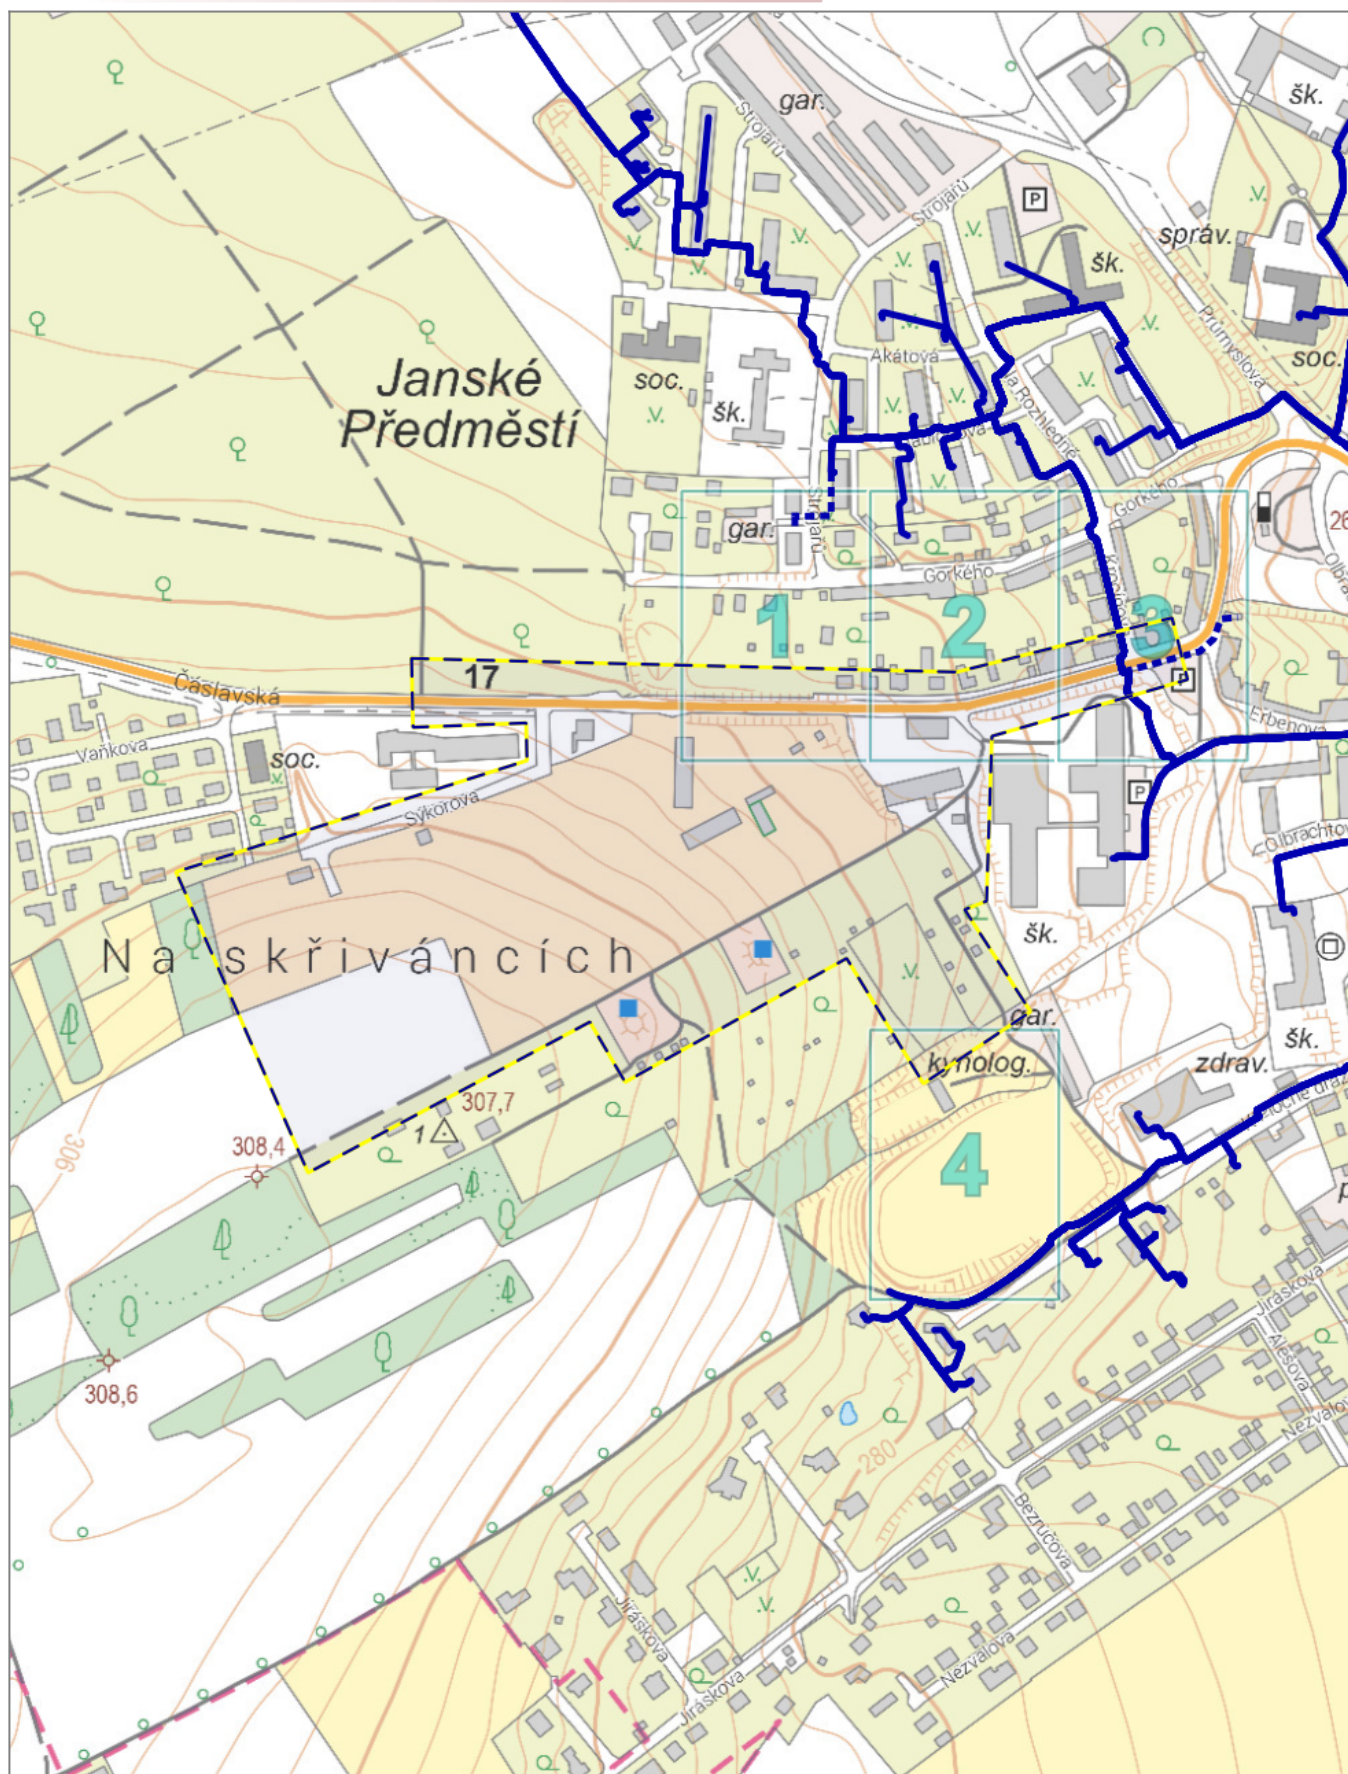 gar.
šk.
Strojařů
Strojařů
P
správ.
šk.
Průmyslová
soc.
Akátová
Janské
Předměstí
soc.
šk.
Na Rozhledně
Gorkého
Strojařů
gar.
26
Gorkého
1
2
3
17
Čáslavská
P
Erbenova
Vaňkova
soc.
P
Sýkorova
Olbrachtova
Na skřiváncích
šk.
gar.
kynolog.
zdrav.
šk.
307,7
1
308,4
306
4
Jiráskova
Alešova
308,6
Nezvalova
280
Bezručova
Jiráskova
Nezvalova
Jiráskova